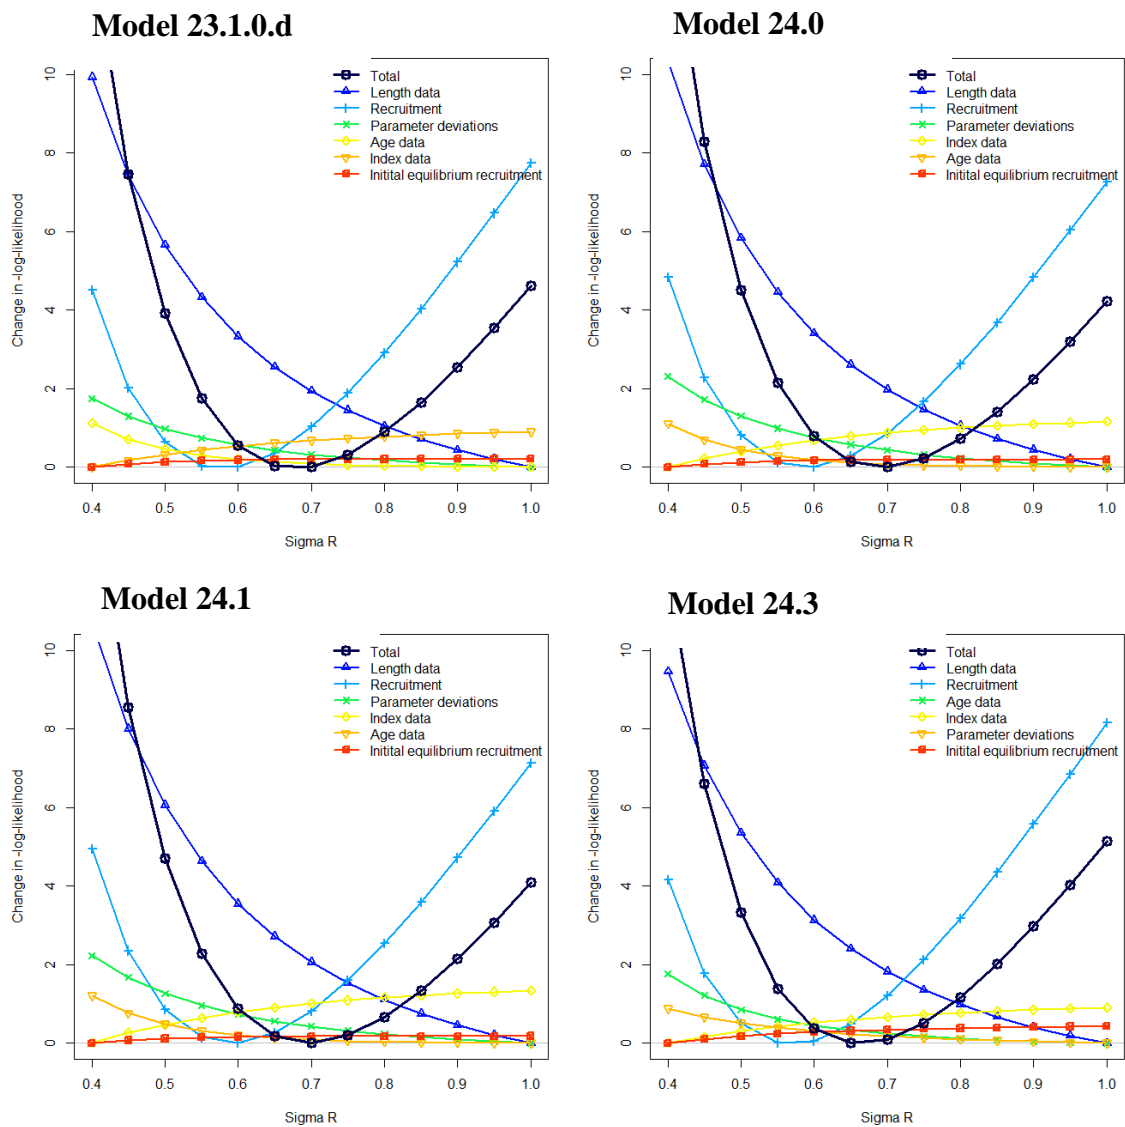 Model 23.1.0.d
Total
Length data
Recruitment
Parameter deviations
Age data
Index data
Initital equilibrium recruitment
Change in -log-likelihood
0 2 4 6 8 10
0.4 0.5 0.6 0.7 0.8 0.9 1.0
Sigma R
Model 24.0
Total
Length data
Recruitment
Parameter deviations
Index data
Age data
Initital equilibrium recruitment
Change in -log-likelihood
0 2 4 6 8 10
0.4 0.5 0.6 0.7 0.8 0.9 1.0
Sigma R
Model 24.1
Total
Length data
Recruitment
Parameter deviations
Index data
Age data
Initital equilibrium recruitment
Change in -log-likelihood
0 2 4 6 8 10
0.4 0.5 0.6 0.7 0.8 0.9 1.0
Sigma R
Model 24.3
Total
Length data
Recruitment
Age data
Index data
Parameter deviations
Initital equilibrium recruitment
Change in -log-likelihood
0 2 4 6 8 10
0.4 0.5 0.6 0.7 0.8 0.9 1.0
Sigma R